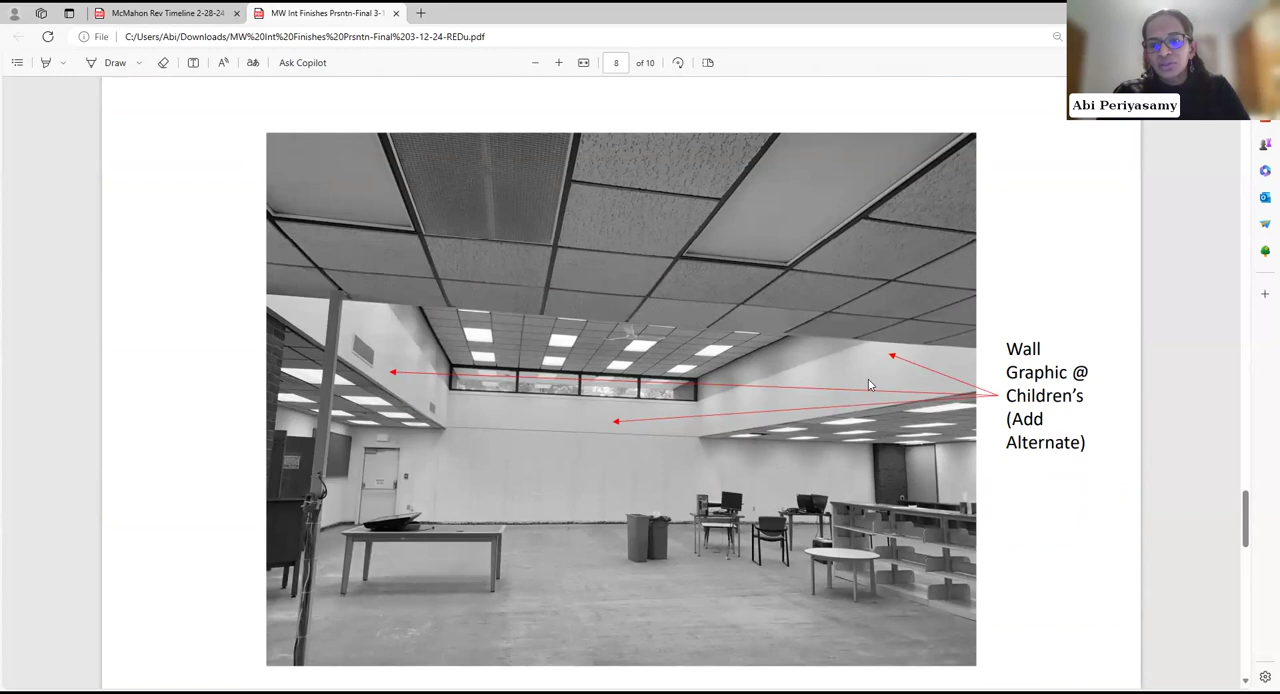 McMahon Rev Timeline 2-28-24
MW Int Finishes Prsntn-Final 3-1
File
C:/Users/Abi/Downloads/MW%20Int%20Finishes%20Prsntn-Final%203-12-24-REDu.pdf
Draw
Ask Copilot
8
of 10
Abi Periyasamy
Wall
Graphic @
Children's
(Add
Alternate)